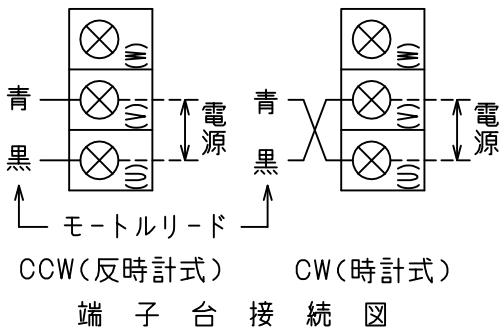 (W)
青 (V) 電源
黒 (U)
(W)
青 (V) 電源
黒 (U)
モートルリード
CCW(反時計式) CW(時計式)
端子台接続図